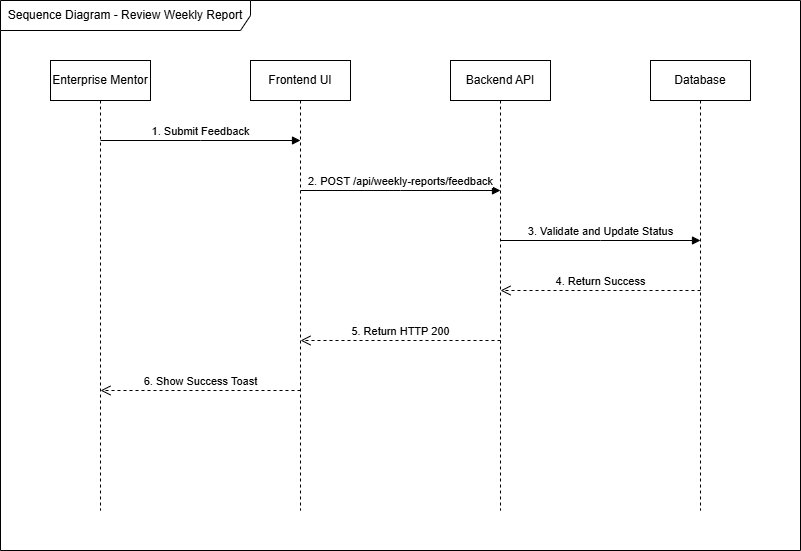 Sequence Diagram - Review Weekly Report
Enterprise Mentor
Frontend UI
Backend API
Database
1. Submit Feedback
2. POST /api/weekly-reports/feedback
3. Validate and Update Status
4. Return Success
5. Return HTTP 200
6. Show Success Toast